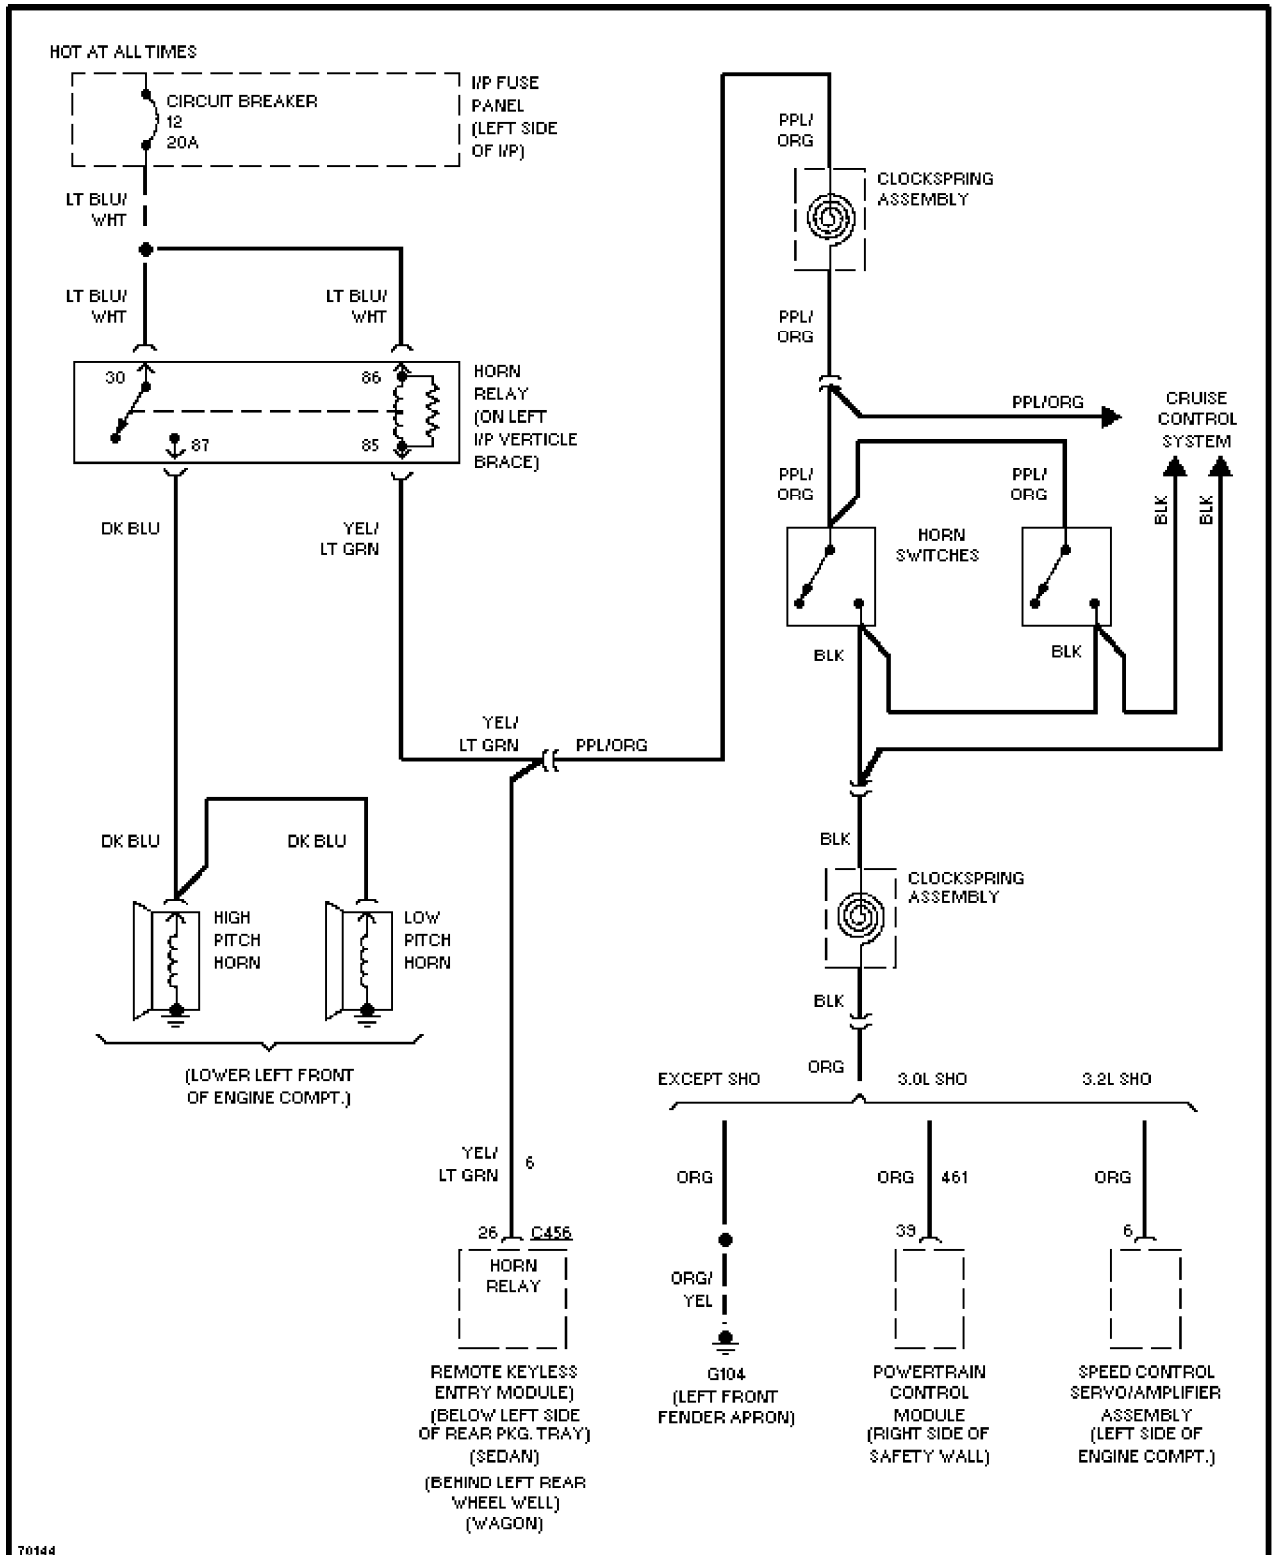 HOT AT ALL TIMES
CIRCUIT BREAKER
12
20A
I/P FUSE
PANEL
(LEFT SIDE
OF I/P)
LT BLU/
WHT
LT BLU/
WHT
LT BLU/
WHT
30
86
87
85
HORN
RELAY
(ON LEFT
I/P VERTICLE
BRACE)
DK BLU
YEL/
LT GRN
PPL/
ORG
CLOCKSPRING
ASSEMBLY
PPL/
ORG
PPL/ORG
CRUISE
CONTROL
SYSTEM
PPL/
ORG
PPL/
ORG
BLK
BLK
HORN
SWITCHES
BLK
BLK
YEL/
LT GRN
PPL/ORG
DK BLU
DK BLU
HIGH
PITCH
HORN
LOW
PITCH
HORN
(LOWER LEFT FRONT
OF ENGINE COMPT.)
BLK
CLOCKSPRING
ASSEMBLY
BLK
ORG
EXCEPT SHO
3.0L SHO
3.2L SHO
YEL/
LT GRN
6
ORG
ORG
461
ORG
26
C456
39
6
HORN
RELAY
ORG/
YEL
REMOTE KEYLESS
ENTRY MODULE)
(BELOW LEFT SIDE
OF REAR PKG. TRAY)
(SEDAN)
(BEHIND LEFT REAR
WHEEL WELL)
(WAGON)
G104
(LEFT FRONT
FENDER APRON)
POWERTRAIN
CONTROL
MODULE
(RIGHT SIDE OF
SAFETY WALL)
SPEED CONTROL
SERVO/AMPLIFIER
ASSEMBLY
(LEFT SIDE OF
ENGINE COMPT.)
70144